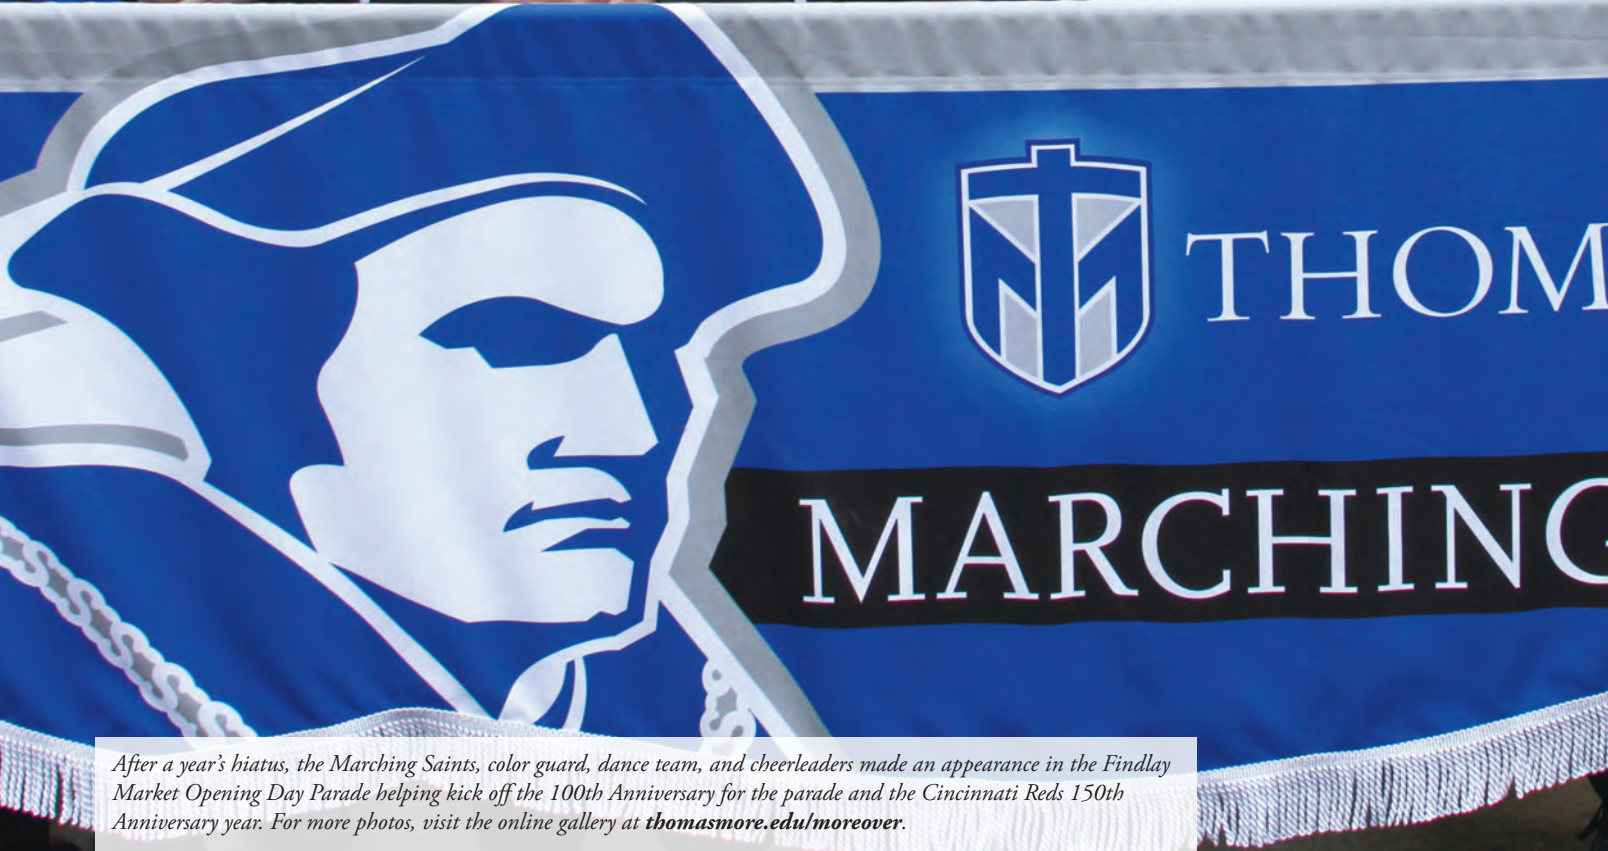 THOM
MARCHING
After a year’s hiatus, the Marching Saints, color guard, dance team, and cheerleaders made an appearance in the Findlay
Market Opening Day Parade helping kick off the 100th Anniversary for the parade and the Cincinnati Reds 150th
Anniversary year. For more photos, visit the online gallery at thomasmore.edu/moreover.